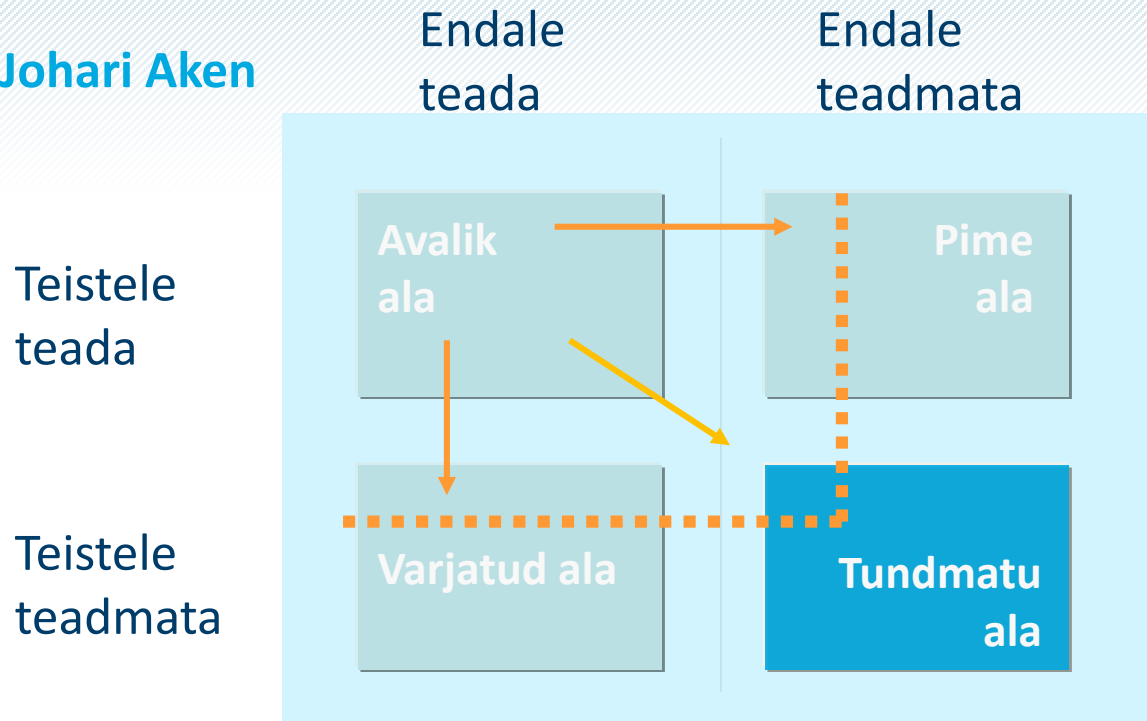 Johari Aken
Endale
teada
Endale
teadmata
Teistele
teada
Avalik
ala
Pime
ala
Teistele
teadmata
Varjatud ala
Tundmatu
ala